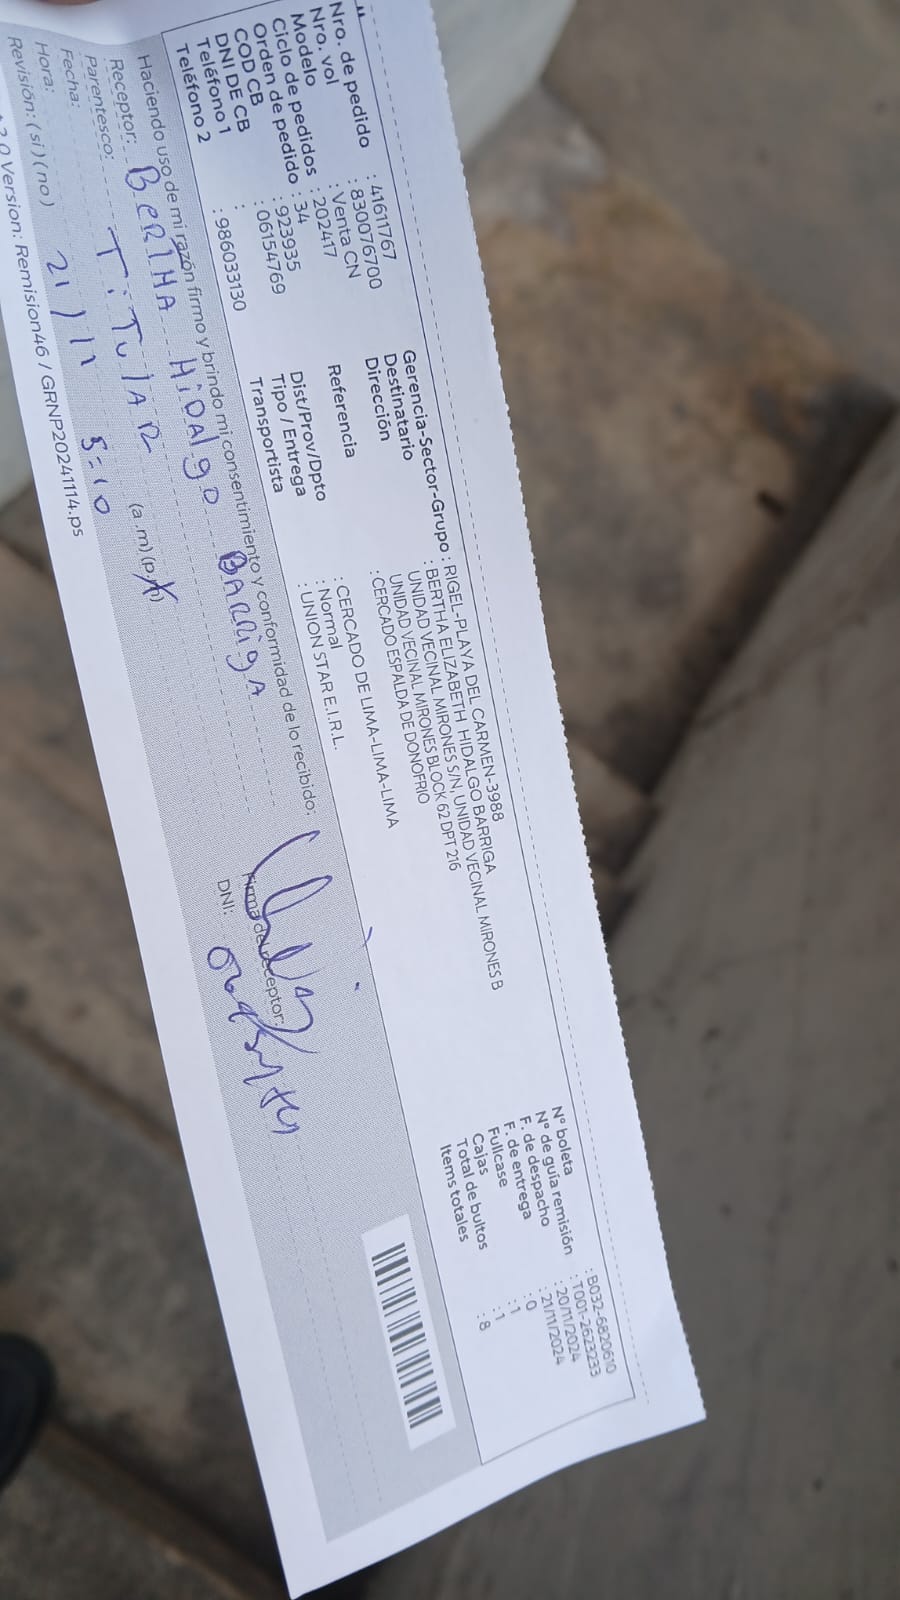 Nro. de pedido : 41611767
Nro. vol : 830076700
Modelo : Venta CN
Ciclo de pedidos : 202417
Orden de pedido : 34
COD CB : 923935
DNI DE CB : 06154769
Teléfono 1 :
Teléfono 2 : 986033130
Gerencia-Sector-Grupo : RIGEL-PLAYA DEL CARMEN-3988
Destinatario : BERTHA ELIZABETH HIDALGO BARRIGA
Dirección : UNIDAD VECINAL MIRONES S/N, UNIDAD VECINAL MIRONES B
UNIDAD VECINAL MIRONES BLOCK 62 DPT 216
Referencia : CERCADO ESPALDA DE DONOFRIO
Dist/Prov/Dpto : CERCADO DE LIMA-LIMA-LIMA
Tipo / Entrega : Normal
Transportista : UNION STAR E.I.R.L.
N° boleta : B032-6820610
N° de guía remisión : T001-2623233
F. de despacho : 20/11/2024
F. de entrega : 21/11/2024
Fullcase : 0
Cajas : 1
Total de bultos : 1
Items totales : 8
Haciendo uso de mi razón firmo y brindo mi consentimiento y conformidad de lo recibido;
Receptor: BERTHA HiDAlgO BARRigA
Parentesco: TiTulAR
Fecha: 21/11
Hora: 5=10 (a.m)(p.m)
Revisión: (si)(no)
Firma del receptor:
DNI:
Version: Remision46 / GRNP20241114.ps